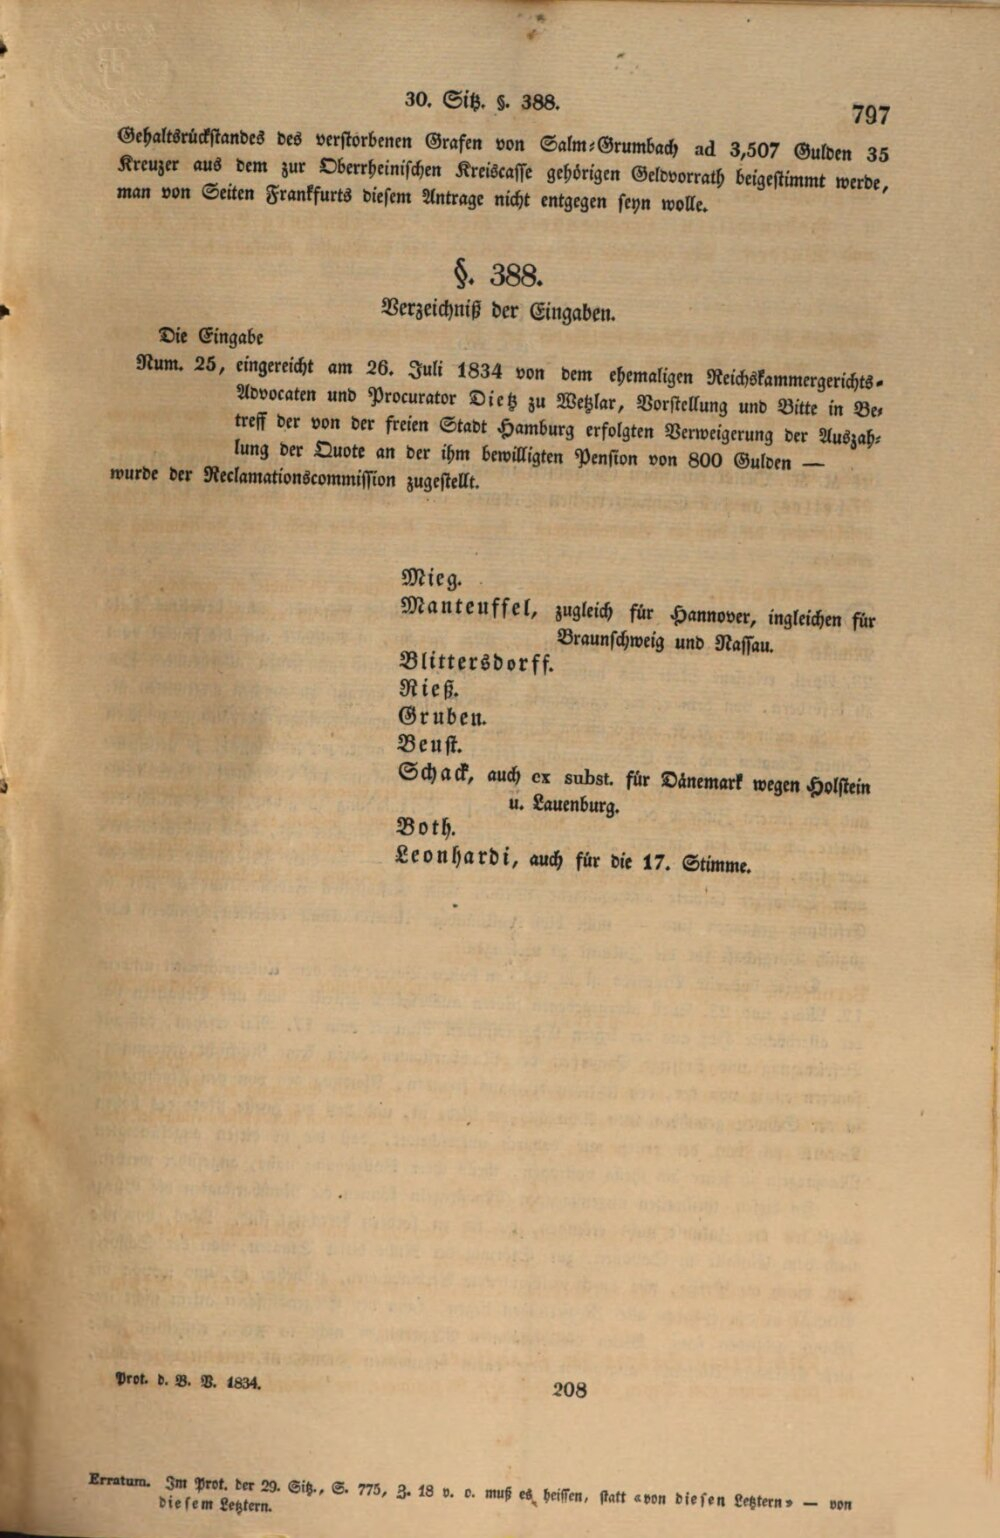 30. Sitz. §. 388.
797
Gehaltsrückstandes des verstorbenen Grafen von Salm-Grumbach ad 3,507 Gulden 35
Kreuzer aus dem zur Oberrheinischen Kreiscasse gehörigen Geldvorrath beigestimmt werde,
man von Seiten Frankfurts diesem Antrage nicht entgegen seyn wolle.
§. 388.
Verzeichniß der Eingaben.
Die Eingabe
Num. 25, eingereicht am 26. Juli 1834 von dem ehemaligen Reichskammergerichts-
Advocaten und Procurator Dietz zu Wetzlar, Vorstellung und Bitte in Be-
treff der von der freien Stadt Hamburg erfolgten Verweigerung der Auszah-
lung der Quote an der ihm bewilligten Pension von 800 Gulden —
wurde der Reclamationscommission zugestellt.
Mieg.
Manteuffel, zugleich für Hannover, ingleichen für
Braunschweig und Nassau.
Blittersdorff.
Rieß.
Gruben.
Beust.
Schack, auch ex subst. für Dänemark wegen Holstein
u. Lauenburg.
Both.
Leonhardi, auch für die 17. Stimme.
Prot. d. B. V. 1834.
208
Erratum. Im Prot. der 29. Sitz., S. 775, Z. 18 v. o. muß es heissen, statt «von diesen Letztern» — von
diesem Letztern.